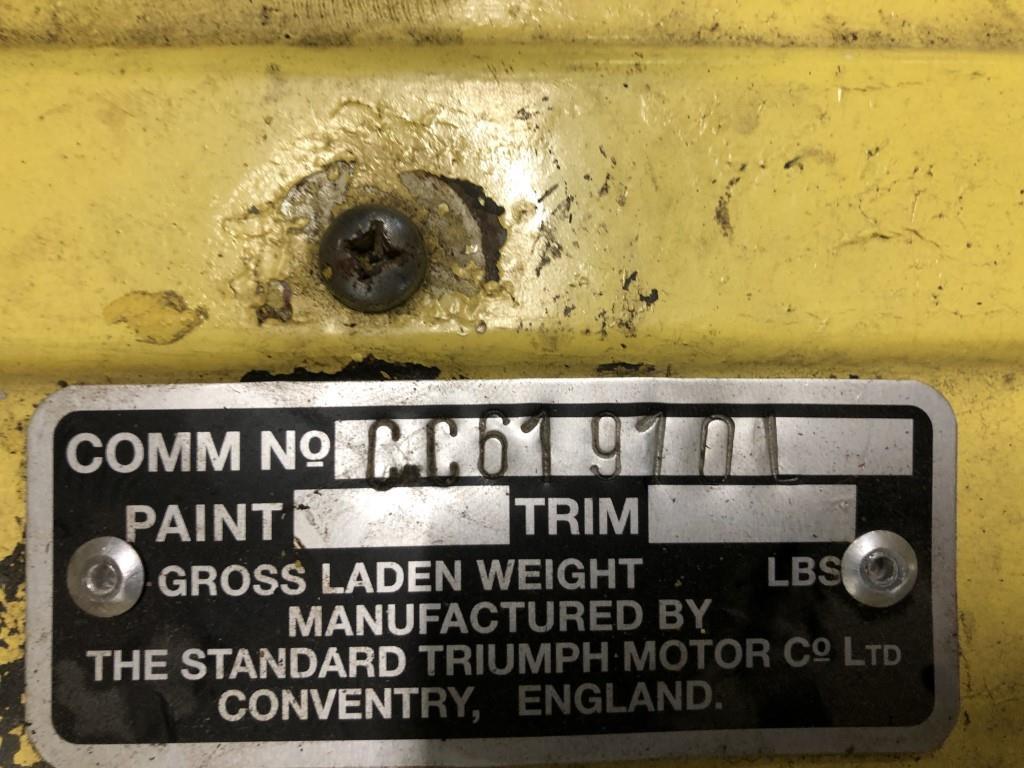 COMM Nº CC61910L
PAINT TRIM
GROSS LADEN WEIGHT LBS
MANUFACTURED BY
THE STANDARD TRIUMPH MOTOR Cº LTD
CONVENTRY, ENGLAND.